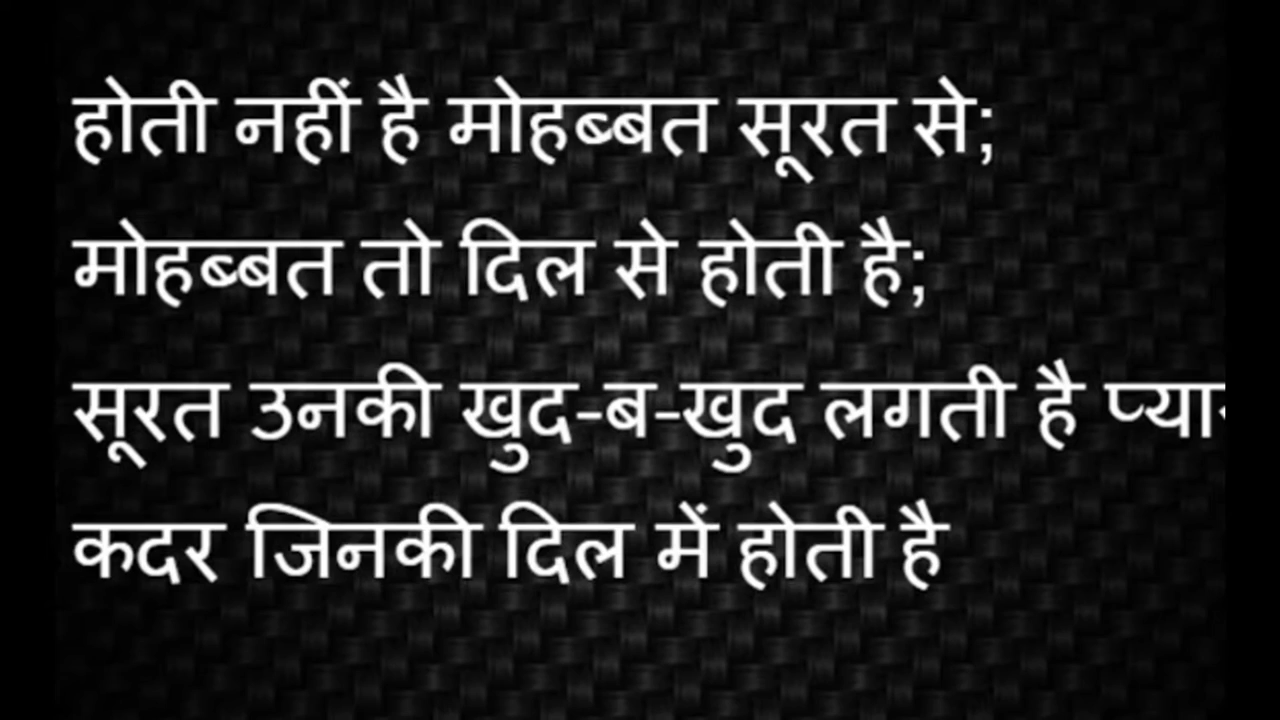 होती नहीं है मोहब्बत सूरत से;
मोहब्बत तो दिल से होती है;
सूरत उनकी खुद-ब-खुद लगती है
कदर जिनकी दिल में होती है